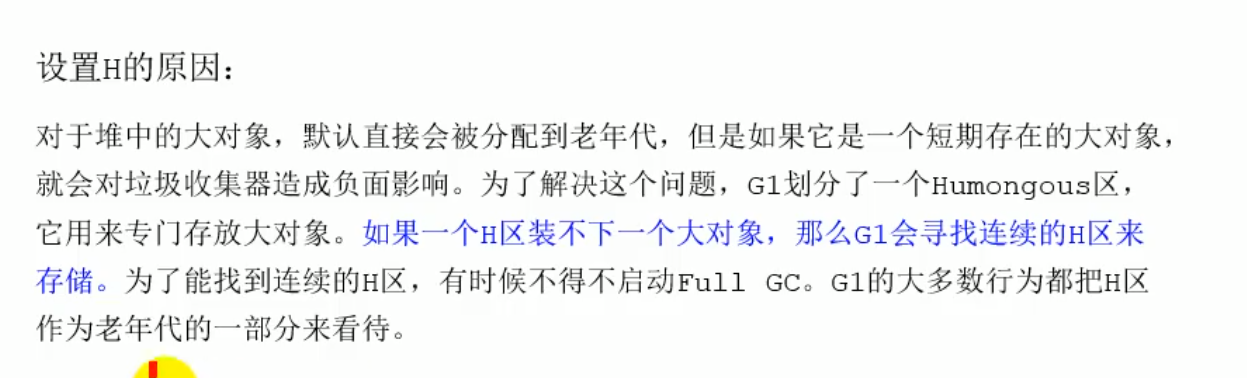 设置H的原因：
对于堆中的大对象，默认直接会被分配到老年代，但是如果它是一个短期存在的大对象，
就会对垃圾收集器造成负面影响。为了解决这个问题，G1划分了一个Humongous区，
它用来专门存放大对象。如果一个H区装不下一个大对象，那么G1会寻找连续的H区来
存储。为了能找到连续的H区，有时候不得不启动Full GC。G1的大多数行为都把H区
作为老年代的一部分来看待。